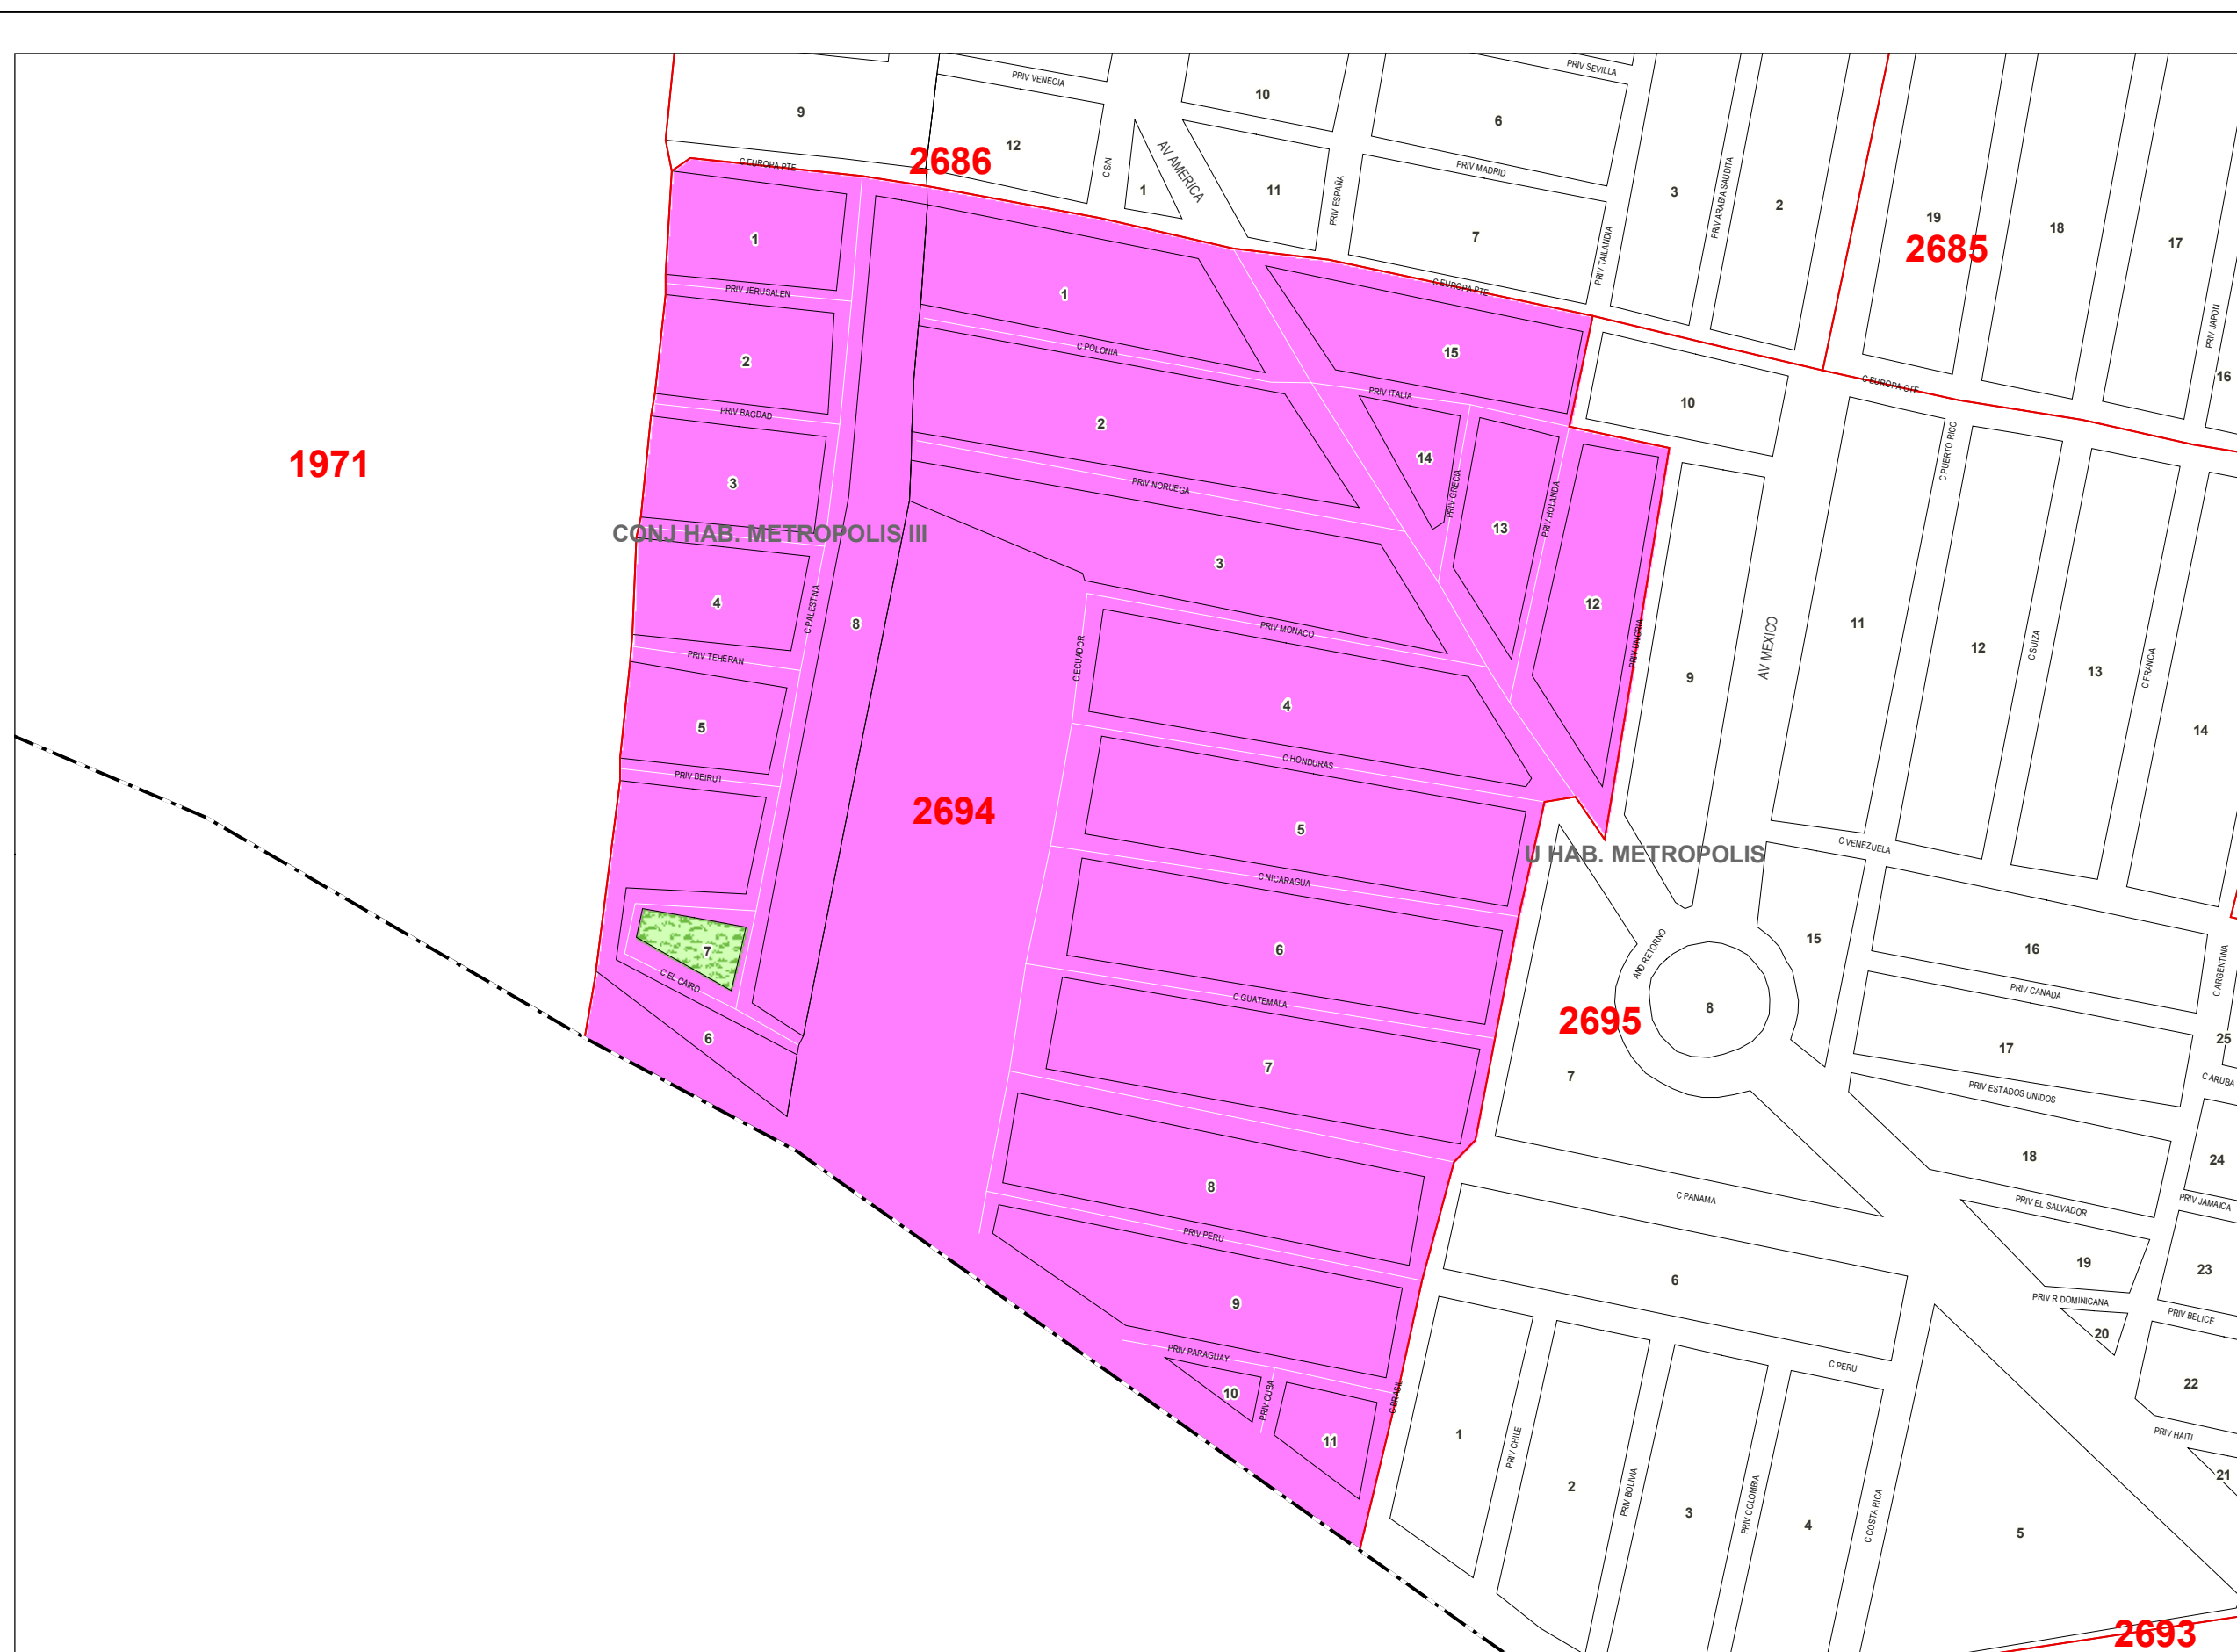 PRIV VENECIA
PRIV SEVILLA
9
10
6
12
C S/N
AV AMERICA
1
11
PRIV ESPAÑA
PRIV MADRID
7
3
PRIV ARABIA SAUDITA
2
19
18
17
C EUROPA PTE
2686
2685
PRIV TAILANDIA
PRIV JAPON
16
1
PRIV JERUSALEN
1
C EUROPA PTE
15
C POLONIA
PRIV ITALIA
10
C EUROPA OTE
2
PRIV BAGDAD
2
14
PRIV GRECIA
C PUERTO RICO
1971
3
PRIV NORUEGA
13
PRIV HOLANDA
CONJ HAB. METROPOLIS III
3
4
C PALESTINA
8
12
PRIV UNGRIA
C ECUADOR
PRIV MONACO
PRIV TEHERAN
9
AV MEXICO
11
12
C SUIZA
13
C FRANCIA
14
4
5
PRIV BEIRUT
C HONDURAS
2694
5
U HAB. METROPOLIS
C VENEZUELA
C NICARAGUA
7
C EL CAIRO
6
6
AND RETORNO
15
16
C ARGENTINA
PRIV CANADA
C GUATEMALA
2695
8
7
7
17
25
C ARUBA
PRIV ESTADOS UNIDOS
18
24
8
C PANAMA
PRIV EL SALVADOR
PRIV JAMAICA
PRIV PERU
19
23
9
6
PRIV R DOMINICANA
PRIV BELICE
20
PRIV PARAGUAY
C PERU
22
10
PRIV CUBA
C BRASIL
11
1
PRIV CHILE
PRIV HAITI
21
2
PRIV BOLIVIA
3
PRIV COLOMBIA
4
C COSTA RICA
5
2693